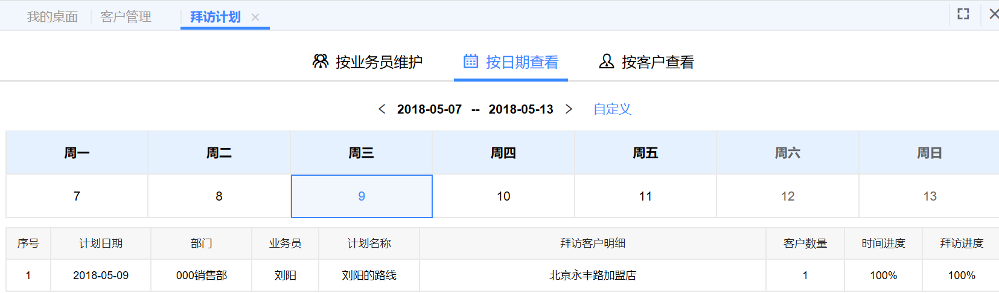 我的桌面 客户管理 拜访计划
按业务员维护 按日期查看 按客户查看
2018-05-07 -- 2018-05-13 自定义
周一 周二 周三 周四 周五 周六 周日
7 8 9 10 11 12 13
序号 计划日期 部门 业务员 计划名称 拜访客户明细 客户数量 时间进度 拜访进度
1 2018-05-09 000销售部 刘阳 刘阳的路线 北京永丰路加盟店 1 100% 100%